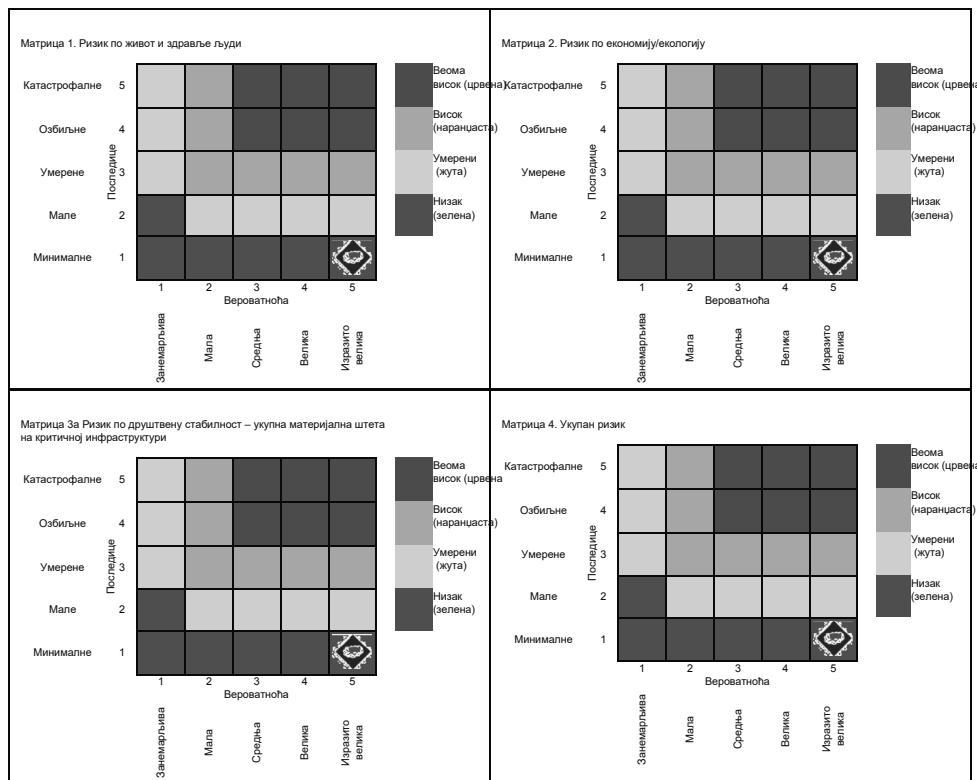 Матрица 1. Ризик по живот и здравље људи
Катастрофалне 5
Озбиљне 4
Умерене 3
Мале 2
Минималне 1
Последице
1 2 3 4 5
Вероватноћа
Занемарљива
Мала
Средња
Велика
Изразито
велика
Веома
висок (црвена)
Висок
(наранџаста)
Умерени
(жута)
Низак
(зелена)
Матрица 2. Ризик по економију/екологију
Катастрофалне 5
Озбиљне 4
Умерене 3
Мале 2
Минималне 1
Последице
1 2 3 4 5
Вероватноћа
Занемарљива
Мала
Средња
Велика
Изразито
велика
Веома
висок (црвена
Висок
(наранџаста)
Умерени
(жута)
Низак
(зелена)
Матрица 3а Ризик по друштвену стабилност – укупна материјална штета
на критичној инфраструктури
Катастрофалне 5
Озбиљне 4
Умерене 3
Мале 2
Минималне 1
Последице
1 2 3 4 5
Вероватноћа
Занемарљива
Мала
Средња
Велика
Изразито
велика
Веома
висок (црвена
Висок
(наранџаста)
Умерени
(жута)
Низак
(зелена)
Матрица 4. Укупан ризик
Катастрофалне 5
Озбиљне 4
Умерене 3
Мале 2
Минималне 1
Последице
1 2 3 4 5
Вероватноћа
Занемарљива
Мала
Средња
Велика
Изразито
велика
Веома
висок (црвена
Висок
(наранџаста)
Умерени
(жута)
Низак
(зелена)